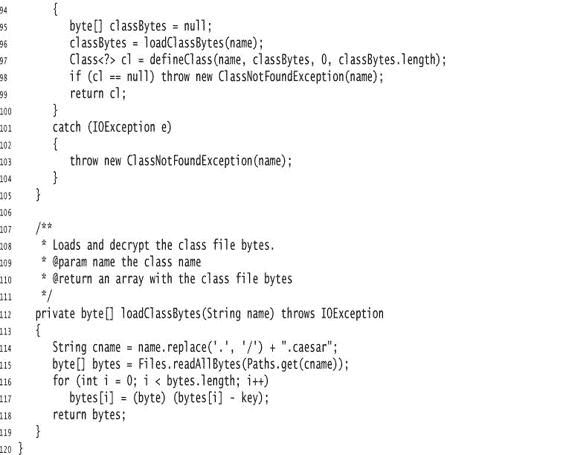 94 {
95 byte[] classBytes = null;
96 classBytes = loadClassBytes(name);
97 Class<?> cl = defineClass(name, classBytes, 0, classBytes.length);
98 if (cl == null) throw new ClassNotFoundException(name);
99 return cl;
100 }
101 catch (IOException e)
102 {
103 throw new ClassNotFoundException(name);
104 }
105 }
106
107 /**
108 * Loads and decrypt the class file bytes.
109 * @param name the class name
110 * @return an array with the class file bytes
111 */
112 private byte[] loadClassBytes(String name) throws IOException
113 {
114 String cname = name.replace('.', '/') + ".caesar";
115 byte[] bytes = Files.readAllBytes(Paths.get(cname));
116 for (int i = 0; i < bytes.length; i++)
117 bytes[i] = (byte) (bytes[i] - key);
118 return bytes;
119 }
120 }